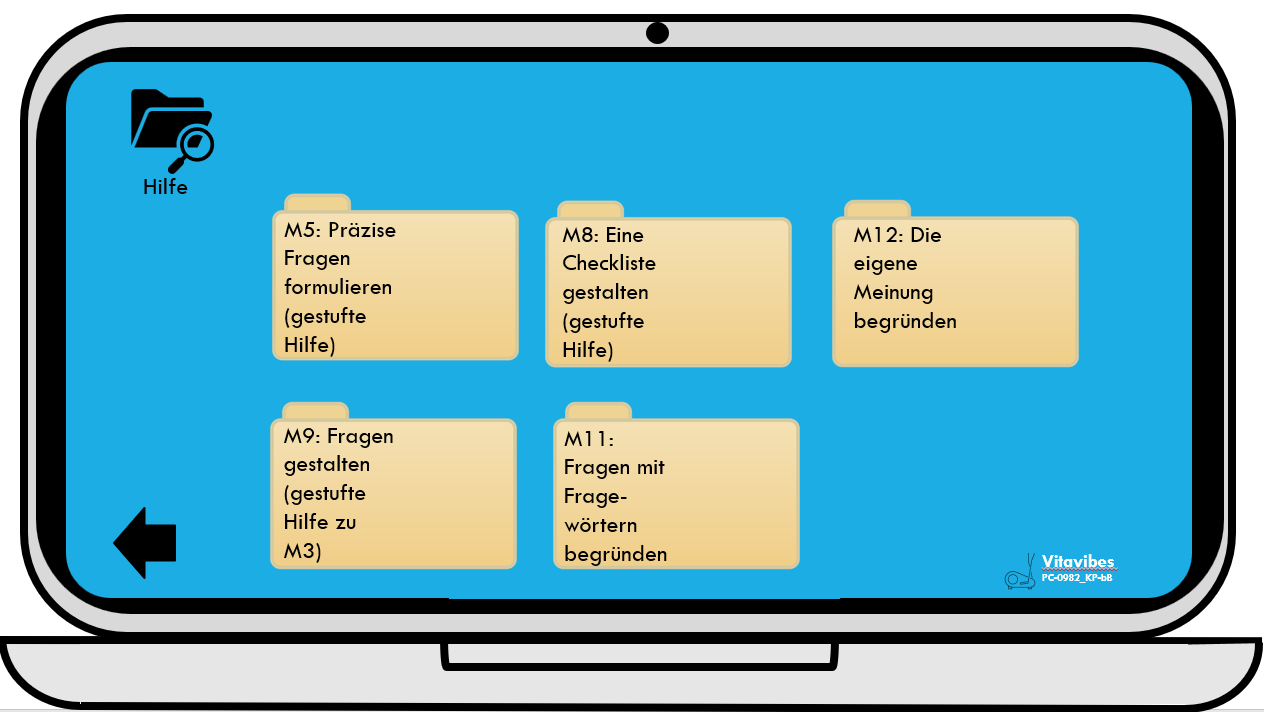 Hilfe
M5: Präzise
Fragen
formulieren
(gestufte
Hilfe)
M8: Eine
Checkliste
gestalten
(gestufte
Hilfe)
M12: Die
eigene
Meinung
begründen
M9: Fragen
gestalten
(gestufte
Hilfe zu
M3)
M11:
Fragen mit
Frage-
wörtern
begründen
Vitavibes
PC-0982_KP-bB